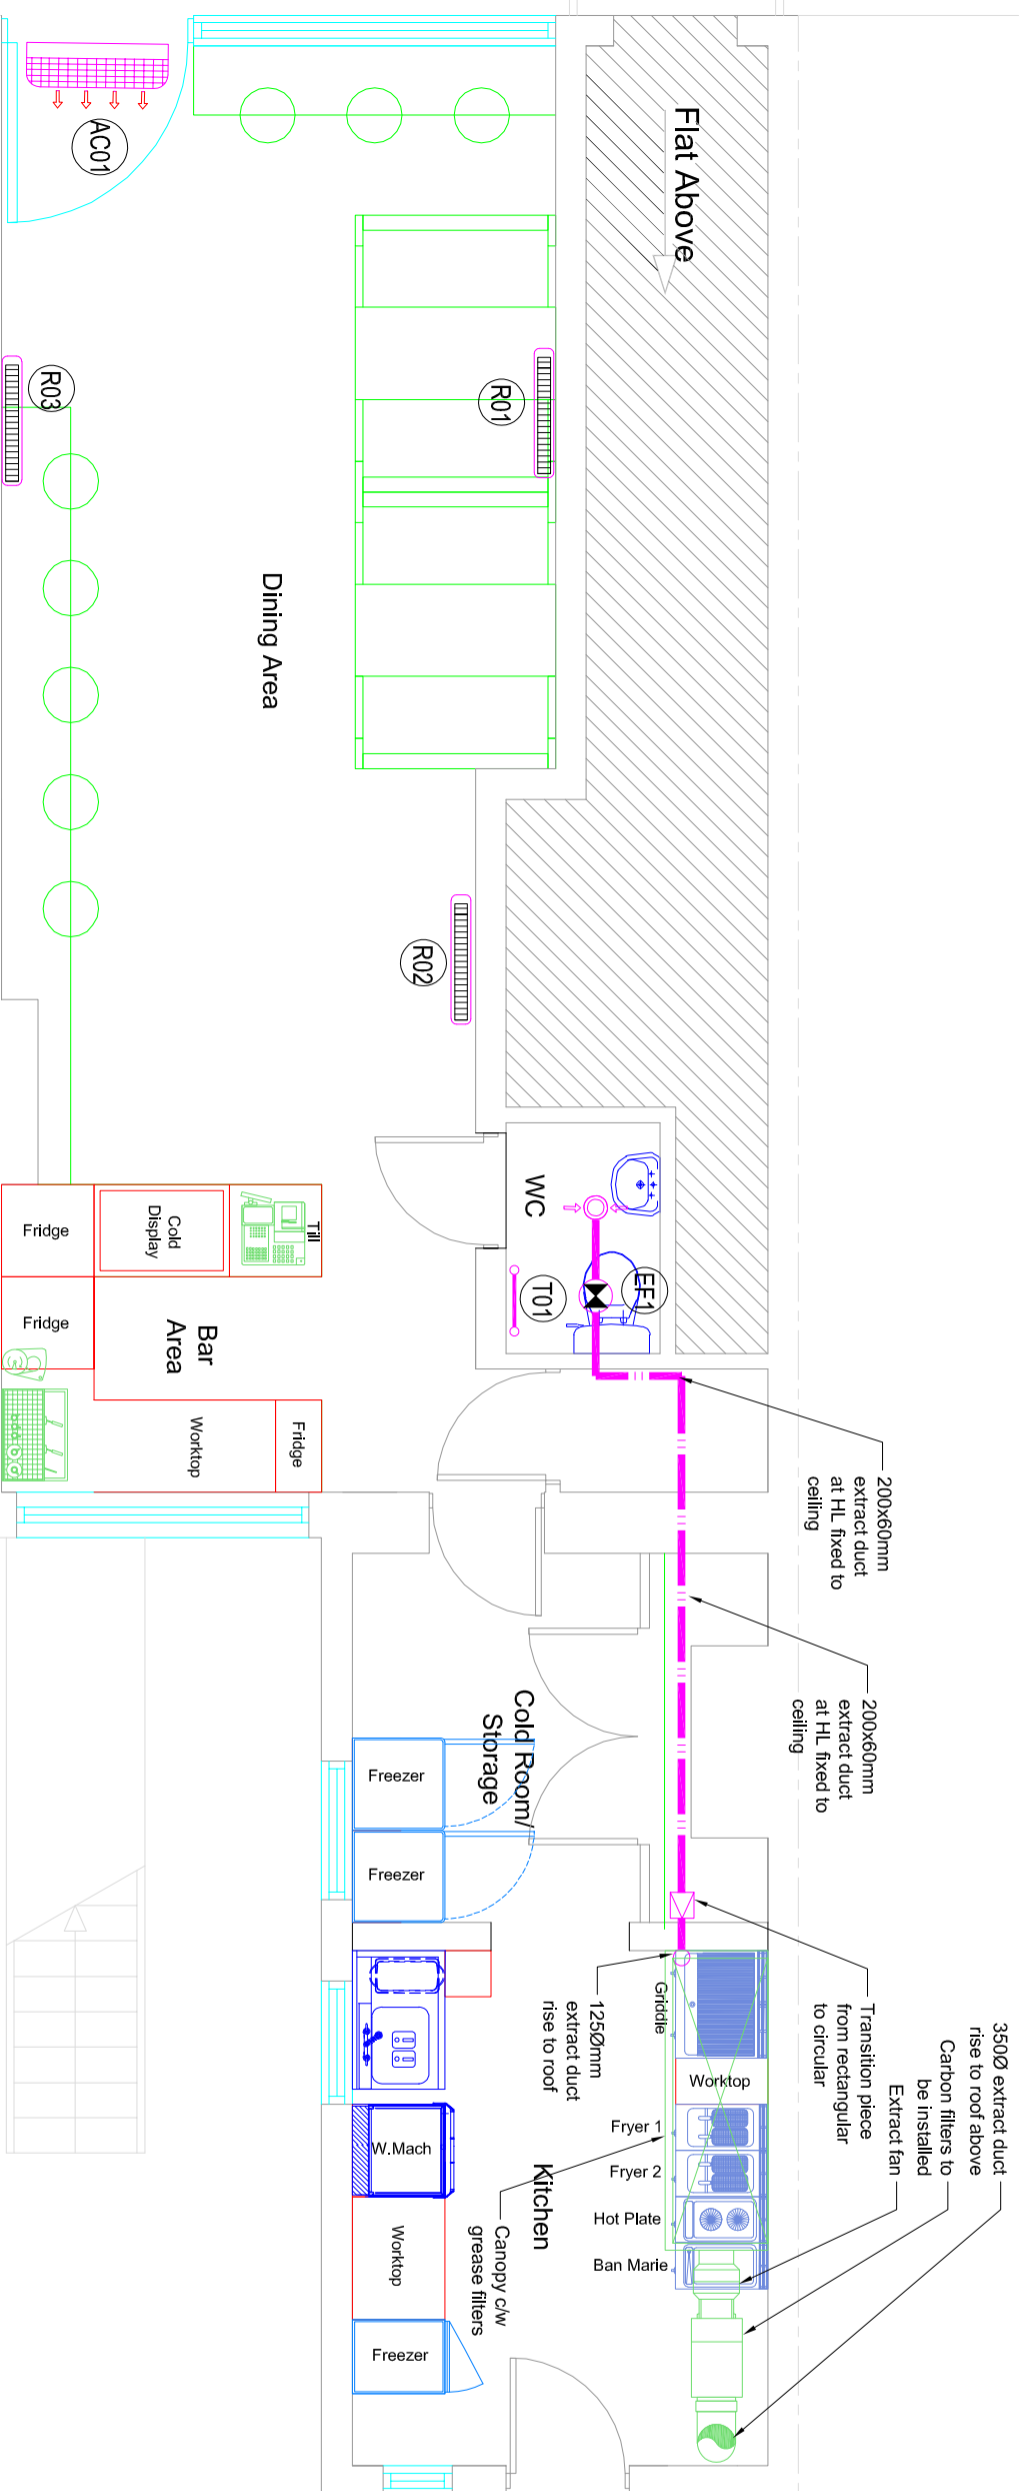 Flat Above
AC01
R03
R01
Dining Area
R02
WC
EF1
T01
Till
Cold
Display
Fridge
Fridge
Bar
Area
Worktop
Fridge
200x60mm
extract duct
at HL fixed to
ceiling
200x60mm
extract duct
at HL fixed to
ceiling
Cold Room/
Storage
Freezer
Freezer
Transition piece
from rectangular
to circular
125Ømm
extract duct
rise to roof
350Ø extract duct
rise to roof above
Carbon filters to
be installed
Extract fan
Griddle
Worktop
Fryer 1
Fryer 2
Hot Plate
Ban Marie
Kitchen
Canopy c/w
grease filters
W.Mach
Worktop
Freezer